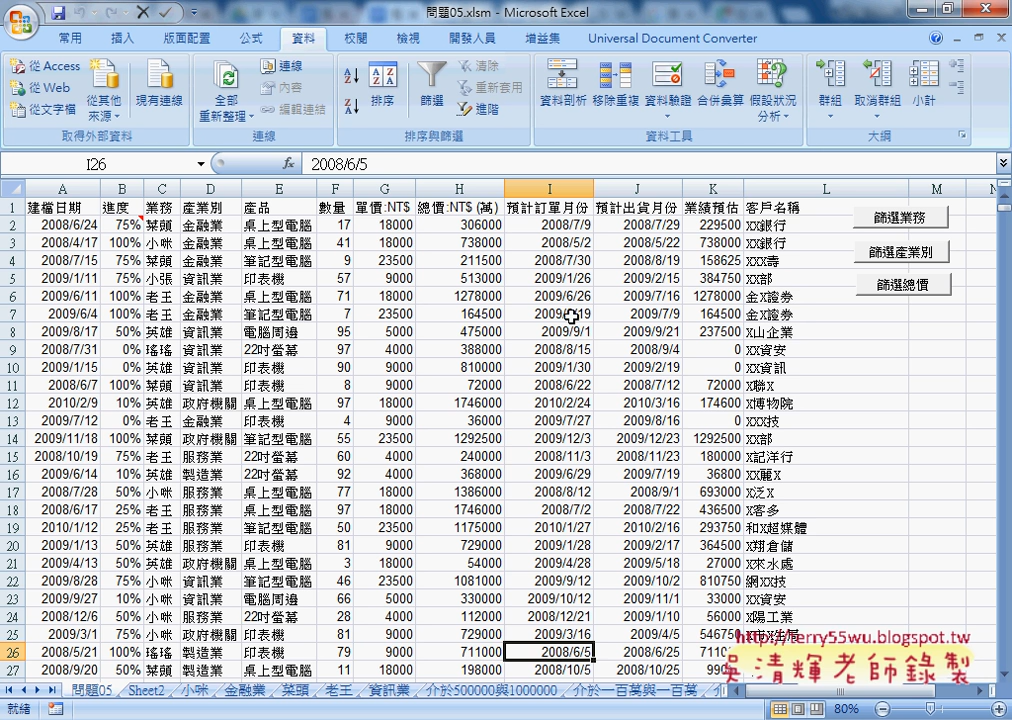 問題05.xlsm - Microsoft Excel
常用 插入 版面配置 公式 資料 校閱 檢視 開發人員 增益集 Universal Document Converter
從 Access
從 Web
從文字檔
從其他來源
現有連線
全部重新整理
連線
內容
編輯連結
排序
篩選
清除
重新套用
進階
資料剖析 移除重複 資料驗證 合併彙算 假設狀況分析
群組 取消群組 小計
取得外部資料 連線 排序與篩選 資料工具 大綱
I26 fx 2008/6/5
A B C D E F G H I J K L M N
1 建檔日期 進度 業務 產業別 產品 數量 單價:NT$ 總價:NT$ (萬) 預計訂單月份 預計出貨月份 業績預估 客戶名稱
2 2008/6/24 75% 菜頭 金融業 桌上型電腦 17 18000 306000 2008/7/9 2008/7/29 229500 XX銀行
3 2008/4/17 100% 小咪 金融業 桌上型電腦 41 18000 738000 2008/5/2 2008/5/22 738000 XX銀行
4 2008/7/15 75% 菜頭 金融業 筆記型電腦 9 23500 211500 2008/7/30 2008/8/19 158625 XXX壽
5 2009/1/11 75% 小張 資訊業 印表機 57 9000 513000 2009/1/26 2009/2/15 384750 XX部
6 2009/6/11 100% 老王 金融業 桌上型電腦 71 18000 1278000 2009/6/26 2009/7/16 1278000 金X證券
7 2009/6/4 100% 老王 金融業 筆記型電腦 7 23500 164500 2009/6/19 2009/7/9 164500 金X證券
8 2009/8/17 50% 英雄 資訊業 電腦周邊 95 5000 475000 2009/9/1 2009/9/21 237500 X山企業
9 2008/7/31 0% 瑤瑤 資訊業 22吋螢幕 97 4000 388000 2008/8/15 2008/9/4 0 XX資安
10 2009/1/15 0% 英雄 資訊業 印表機 90 9000 810000 2009/1/30 2009/2/19 0 XX資訊
11 2008/6/7 100% 菜頭 資訊業 印表機 8 9000 72000 2008/6/22 2008/7/12 72000 X聯X
12 2010/2/9 10% 英雄 政府機關 桌上型電腦 97 18000 1746000 2010/2/24 2010/3/16 174600 X博物院
13 2009/7/12 0% 老王 金融業 印表機 4 9000 36000 2009/7/27 2009/8/16 0 XXX技
14 2009/11/18 100% 菜頭 政府機關 筆記型電腦 55 23500 1292500 2009/12/3 2009/12/23 1292500 XX部
15 2008/10/19 75% 老王 服務業 22吋螢幕 60 4000 240000 2008/11/3 2008/11/23 180000 X記洋行
16 2009/6/14 10% 英雄 製造業 22吋螢幕 92 4000 368000 2009/6/29 2009/7/19 36800 XX麗X
17 2008/7/28 50% 小咪 服務業 桌上型電腦 77 18000 1386000 2008/8/12 2008/9/1 693000 X泛X
18 2008/6/17 25% 老王 服務業 桌上型電腦 97 18000 1746000 2008/7/2 2008/7/22 436500 X客多
19 2010/1/12 25% 老王 服務業 筆記型電腦 50 23500 1175000 2010/1/27 2010/2/16 293750 和X超媒體
20 2009/1/13 50% 英雄 服務業 印表機 81 9000 729000 2009/1/28 2009/2/17 364500 X翔倉儲
21 2009/4/13 50% 英雄 政府機關 桌上型電腦 3 18000 54000 2009/4/28 2009/5/18 27000 X來水處
22 2009/8/28 75% 小咪 資訊業 筆記型電腦 46 23500 1081000 2009/9/12 2009/10/2 810750 網XX技
23 2009/9/27 10% 小咪 資訊業 電腦周邊 66 5000 330000 2009/10/12 2009/11/1 33000 XX資安
24 2008/12/6 50% 小咪 服務業 22吋螢幕 28 4000 112000 2008/12/21 2009/1/10 56000 X陽工業
25 2009/3/1 75% 小咪 政府機關 印表機 81 9000 729000 2009/3/16 2009/4/5 546750
26 2008/5/21 100% 瑤瑤 製造業 印表機 79 9000 711000 2008/6/5 2008/6/25
27 2008/9/20 50% 菜頭 製造業 桌上型電腦 11 18000 198000 2008/10/5 2008/10/25
篩選業務
篩選產業別
篩選總價
http://terry55wu.blogspot.tw
吳清輝老師錄製
問題05 Sheet2 小咪 金融業 菜頭 老王 資訊業 介於500000與1000000 介於一百萬與一百萬
就緒 80%